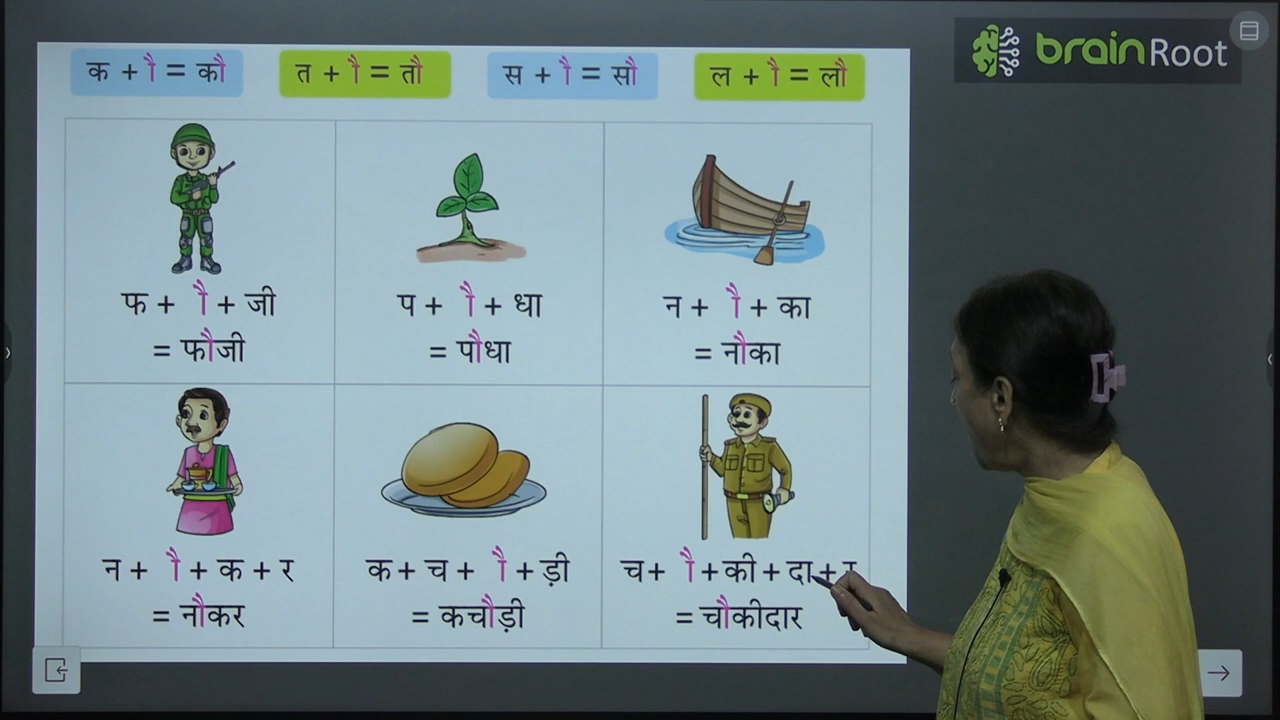 brainRoot
क + ौ = कौ
त + ौ = तौ
स + ौ = सौ
ल + ौ = लौ
फ + ौ + जी
= फौजी
प + ौ + धा
= पौधा
न + ौ + का
= नौका
न + ौ + क + र
= नौकर
क + च + ौ + ड़ी
= कचौड़ी
च + ौ + की + दा + र
= चौकीदार